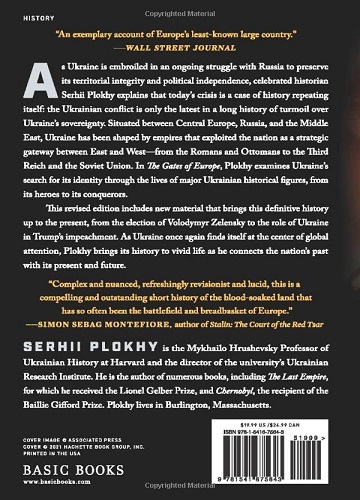 HISTORY
"An exemplary account of Europe's least-known large country."
—WALL STREET JOURNAL
As Ukraine is embroiled in an ongoing struggle with Russia to preserve
its territorial integrity and political independence, celebrated historian
Serhii Plokhy explains that today's crisis is a case of history repeating
itself: the Ukrainian conflict is only the latest in a long history of turmoil over
Ukraine's sovereignty. Situated between Central Europe, Russia, and the Middle
East, Ukraine has been shaped by empires that exploited the nation as a strategic
gateway between East and West—from the Romans and Ottomans to the Third
Reich and the Soviet Union. In The Gates of Europe, Plokhy examines Ukraine's
search for its identity through the lives of major Ukrainian historical figures, from
its heroes to its conquerors.
This revised edition includes new material that brings this definitive history
up to the present, from the election of Volodymyr Zelensky to the role of Ukraine
in Trump's impeachment. As Ukraine once again finds itself at the center of global
attention, Plokhy brings its history to vivid life as he connects the nation's past
with its present and future.
"Complex and nuanced, refreshingly revisionist and lucid, this is a
compelling and outstanding short history of the blood-soaked land that
has so often been the battlefield and breadbasket of Europe."
—SIMON SEBAG MONTEFIORE, author of Stalin: The Court of the Red Tsar
SERHII PLOKHY is the Mykhailo Hrushevsky Professor of
Ukrainian History at Harvard and the director of the university's Ukrainian
Research Institute. He is the author of numerous books, including The Last Empire,
for which he received the Lionel Gelber Prize, and Chernobyl, the recipient of the
Baillie Gifford Prize. Plokhy lives in Burlington, Massachusetts.
COVER IMAGE © ASSOCIATED PRESS
COVER © 2021 HACHETTE BOOK GROUP, INC.
PRINTED IN THE USA
BASIC BOOKS
www.basicbooks.com
$19.99 US/$24.99 CAN
ISBN 978-1-5416-7564-3
51999>
9 781541 675643